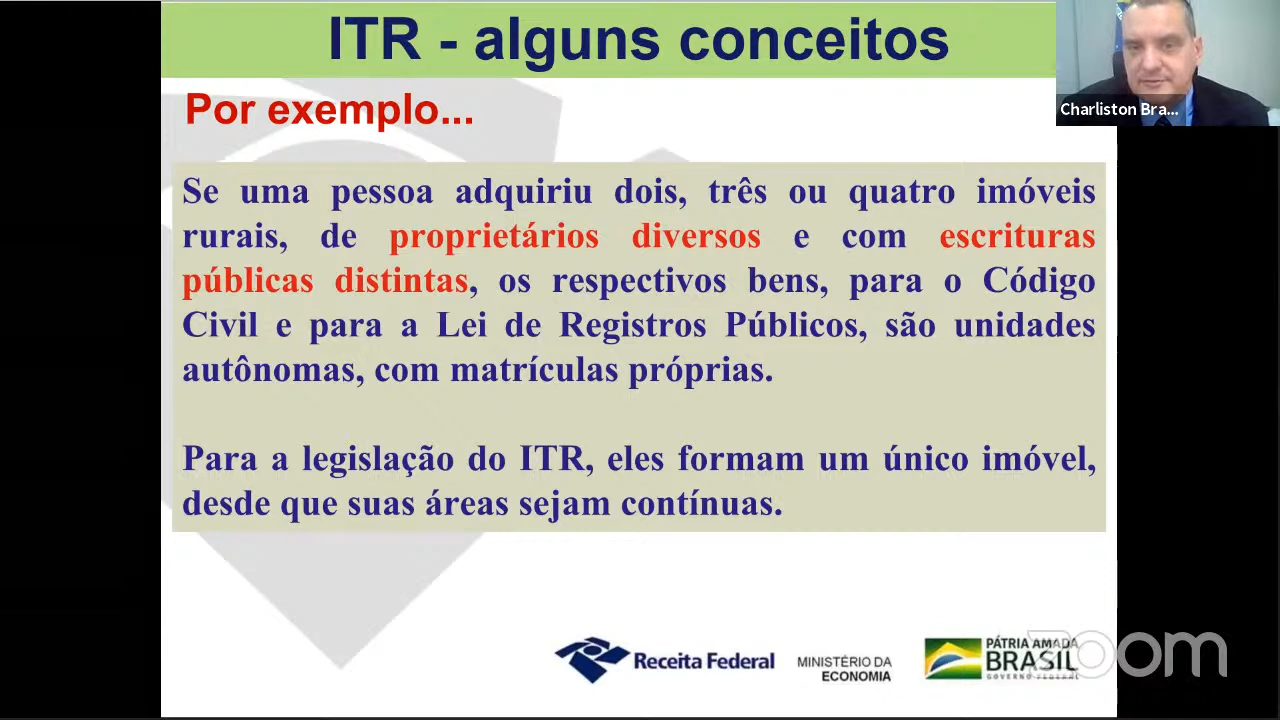 ITR - alguns conceitos
Charliston Bra...
Por exemplo...
Se uma pessoa adquiriu dois, três ou quatro imóveis
rurais, de proprietários diversos e com escrituras
públicas distintas, os respectivos bens, para o Código
Civil e para a Lei de Registros Públicos, são unidades
autônomas, com matrículas próprias.
Para a legislação do ITR, eles formam um único imóvel,
desde que suas áreas sejam contínuas.
Receita Federal
MINISTÉRIO DA
ECONOMIA
PÁTRIA AMADA
BRASIL
GOVERNO FEDERAL
zoom